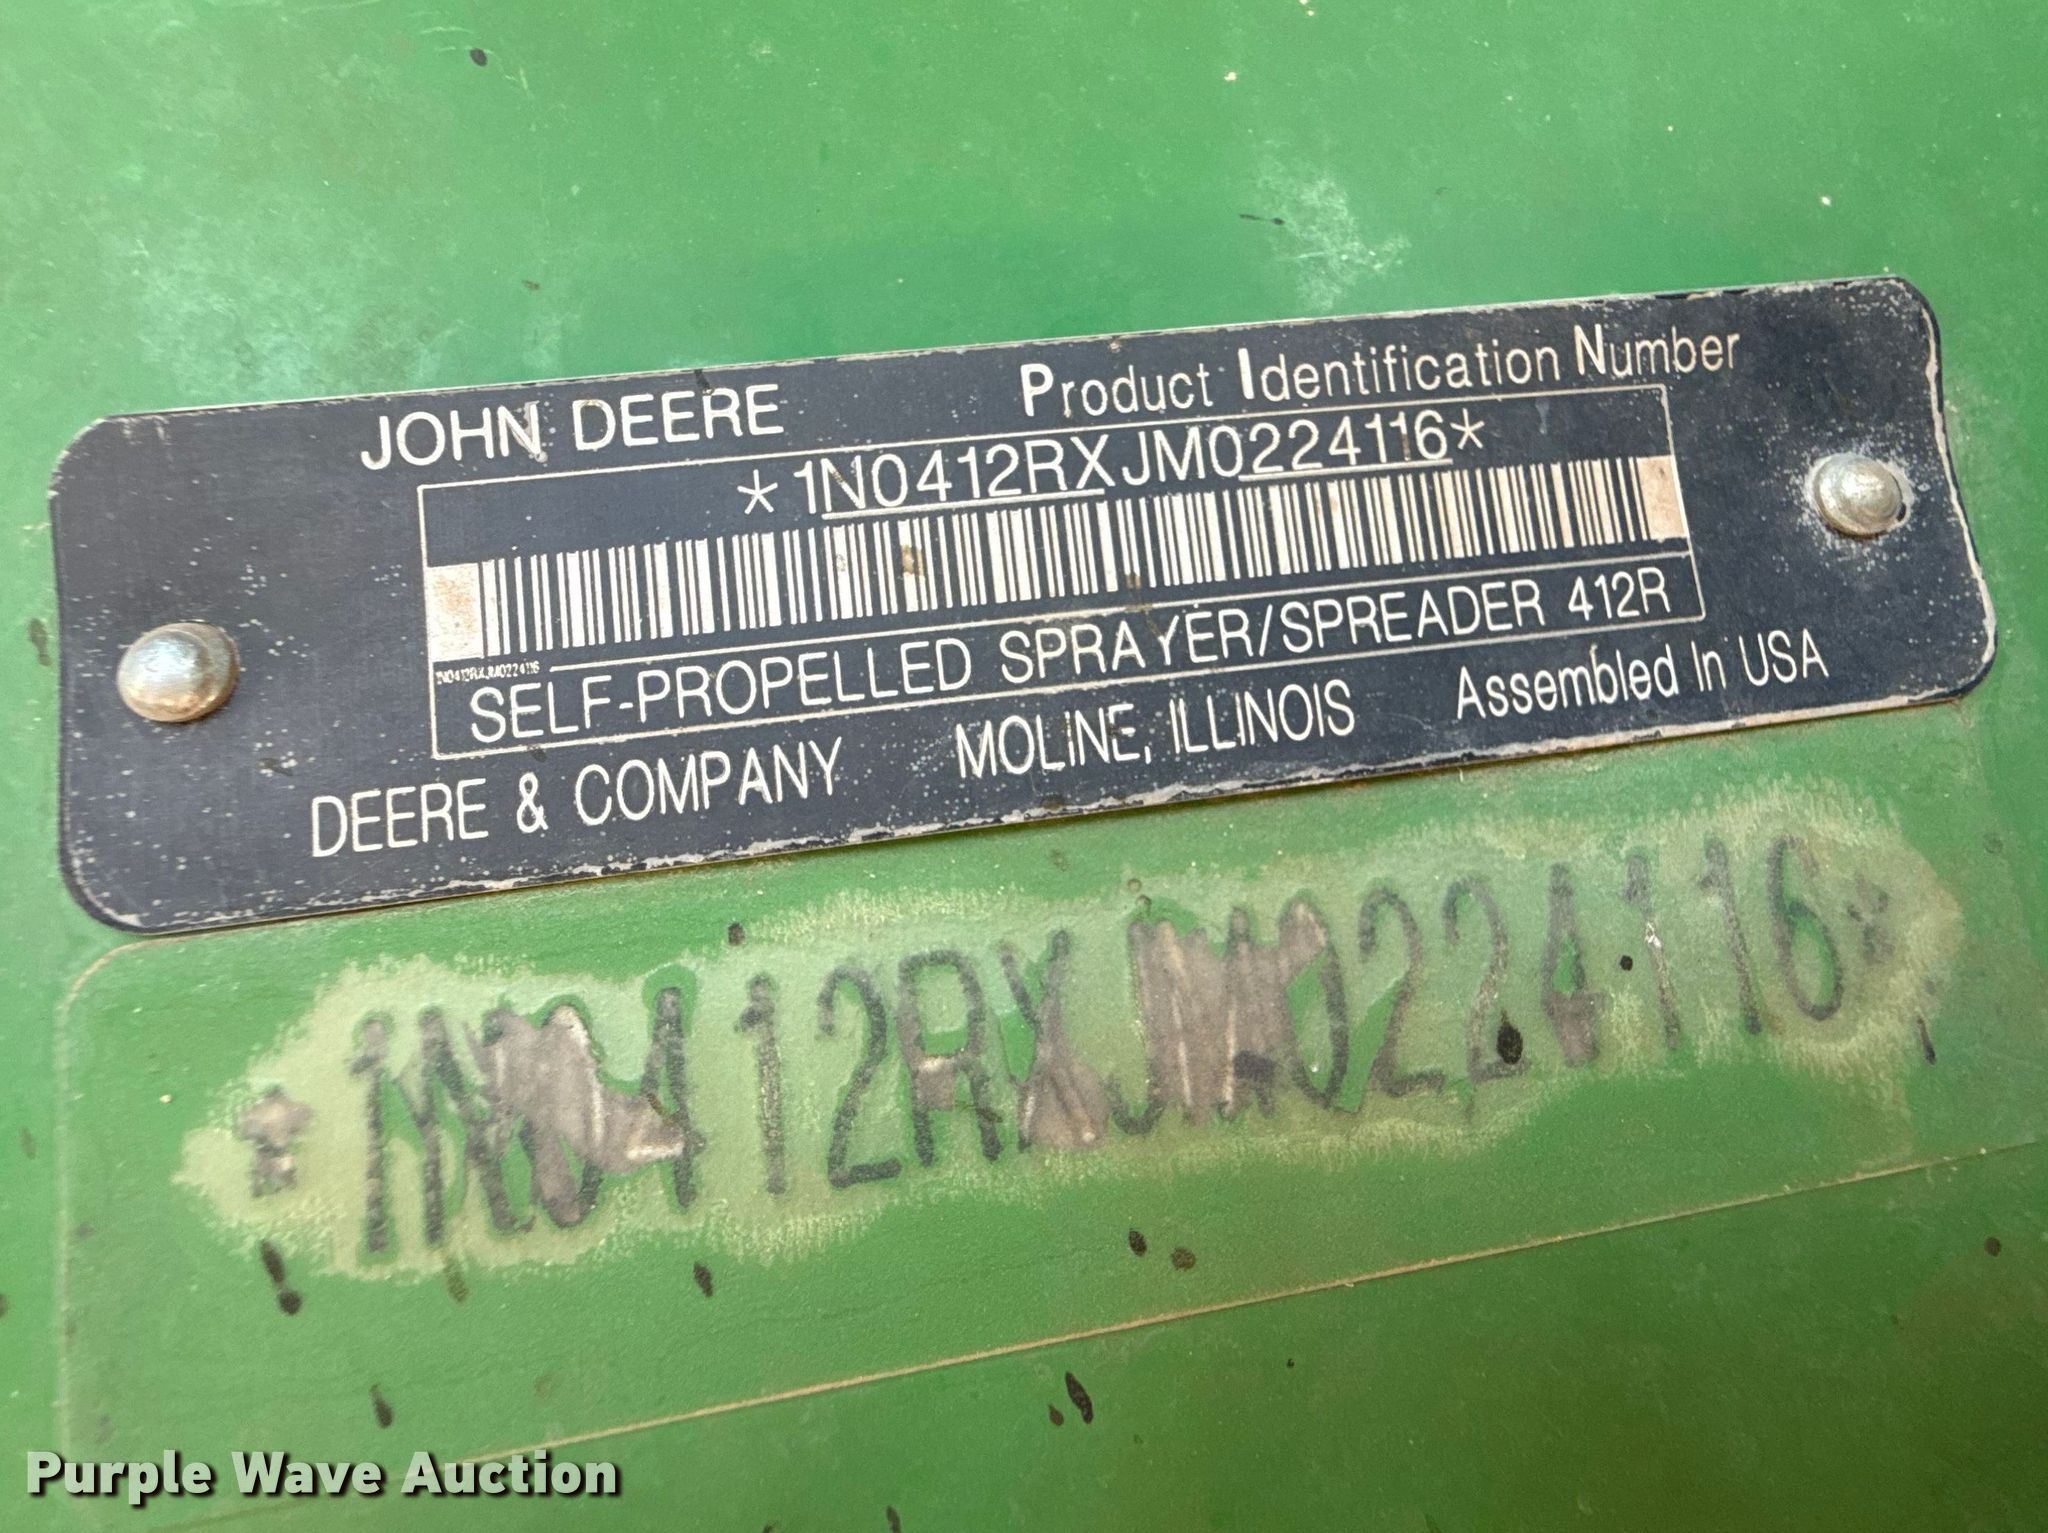 JOHN DEERE Product Identification Number
*1N0412RXJM0224116*
1N0412RXJM0224116
SELF-PROPELLED SPRAYER/SPREADER 412R
DEERE & COMPANY MOLINE, ILLINOIS Assembled In USA
*1N0412RXJM0224116*
Purple Wave Auction